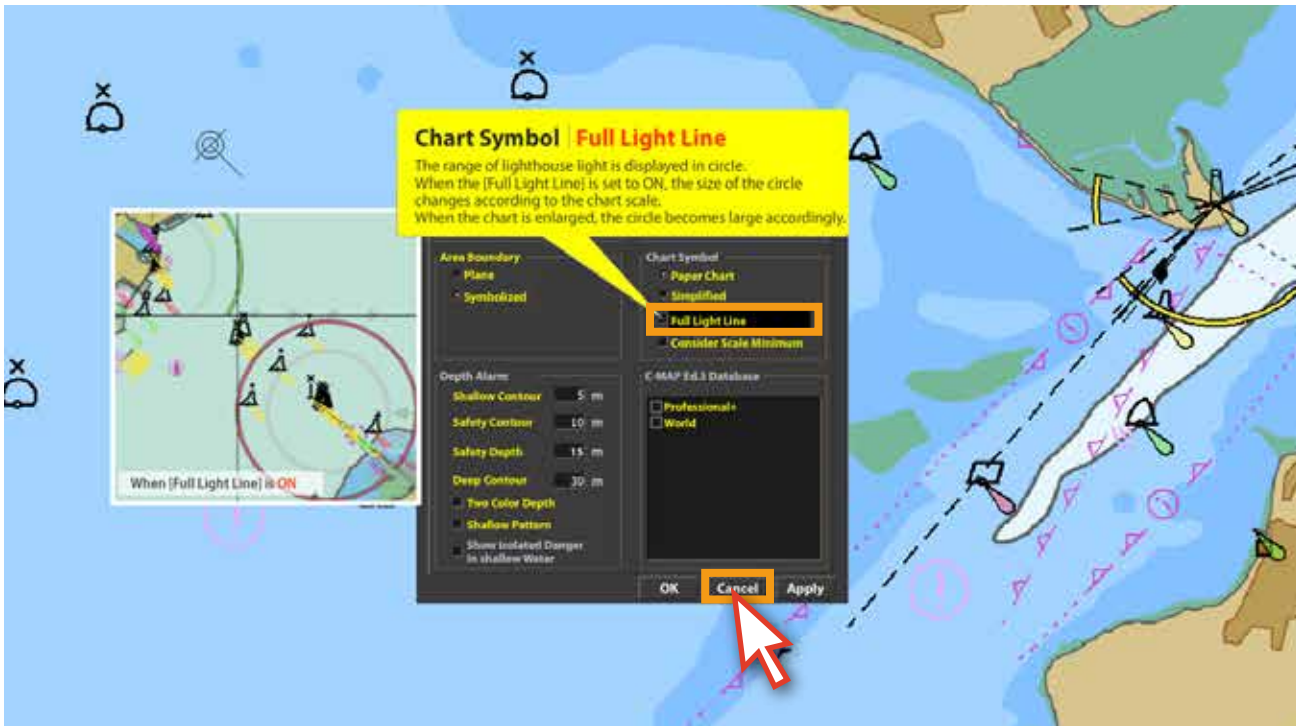 Chart Symbol | Full Light Line
The range of lighthouse light is displayed in circle.
When the [Full Light Line] is set to ON, the size of the circle
changes according to the chart scale.
When the chart is enlarged, the circle becomes large accordingly.
Area Boundary
Plane
Symbolized
Chart Symbol
Paper Chart
Simplified
Full Light Line
Consider Scale Minimum
Depth Alarm
Shallow Contour 5 m
Safety Contour 10 m
Safety Depth 15 m
Deep Contour 30 m
Two Color Depth
Shallow Pattern
Show Isolated Danger
in shallow Water
C-MAP Ed.3 Database
Professional+
World
When [Full Light Line] is ON
OK Cancel Apply